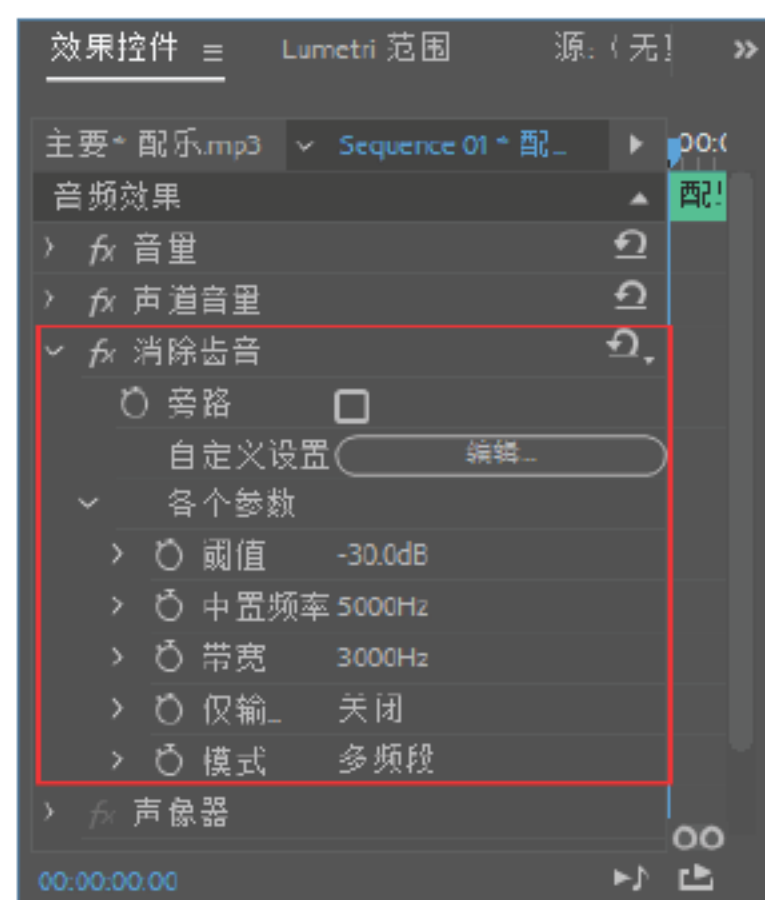 效果控件 ≡ Lumetri 范围 源:（无） »
主要* 配乐.mp3 Sequence 01 * 配... 00:0
音频效果 配!
fx 音量
fx 声道音量
fx 消除齿音
旁路
自定义设置 编辑...
各个参数
阈值 -30.0dB
中置频率 5000Hz
带宽 3000Hz
仅输... 关闭
模式 多频段
fx 声像器
00:00:00:00